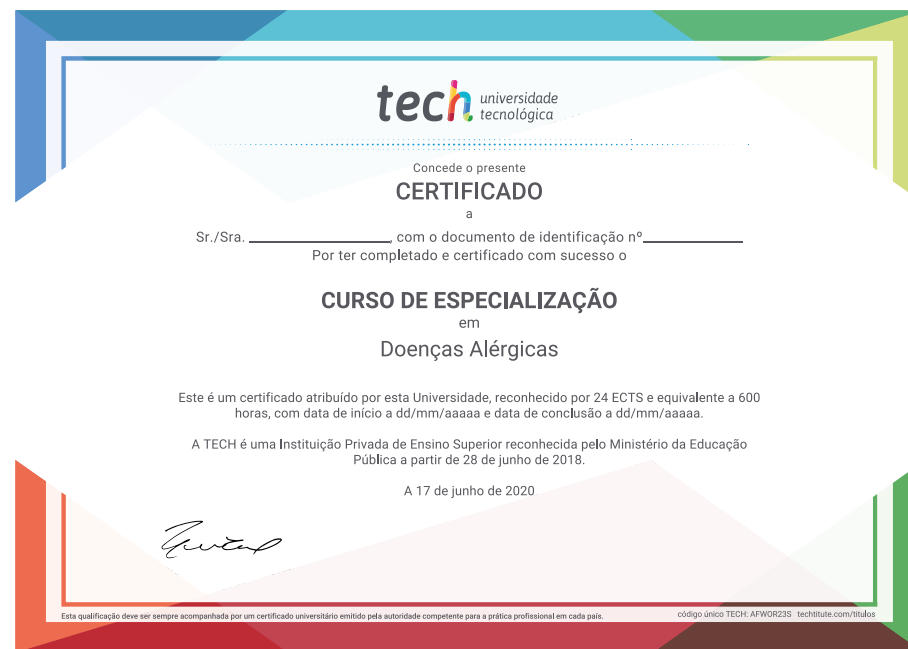 tech universidade
tecnológica
Concede o presente
CERTIFICADO
a
Sr./Sra. ____________, com o documento de identificação nº____________
Por ter completado e certificado com sucesso o
CURSO DE ESPECIALIZAÇÃO
em
Doenças Alérgicas
Este é um certificado atribuído por esta Universidade, reconhecido por 24 ECTS e equivalente a 600
horas, com data de início a dd/mm/aaaaa e data de conclusão a dd/mm/aaaaa.
A TECH é uma Instituição Privada de Ensino Superior reconhecida pelo Ministério da Educação
Pública a partir de 28 de junho de 2018.
A 17 de junho de 2020
Esta qualificação deve ser sempre acompanhada por um certificado universitário emitido pela autoridade competente para a prática profissional em cada país.
código único TECH: AFWOR23S techtitute.com/titulos